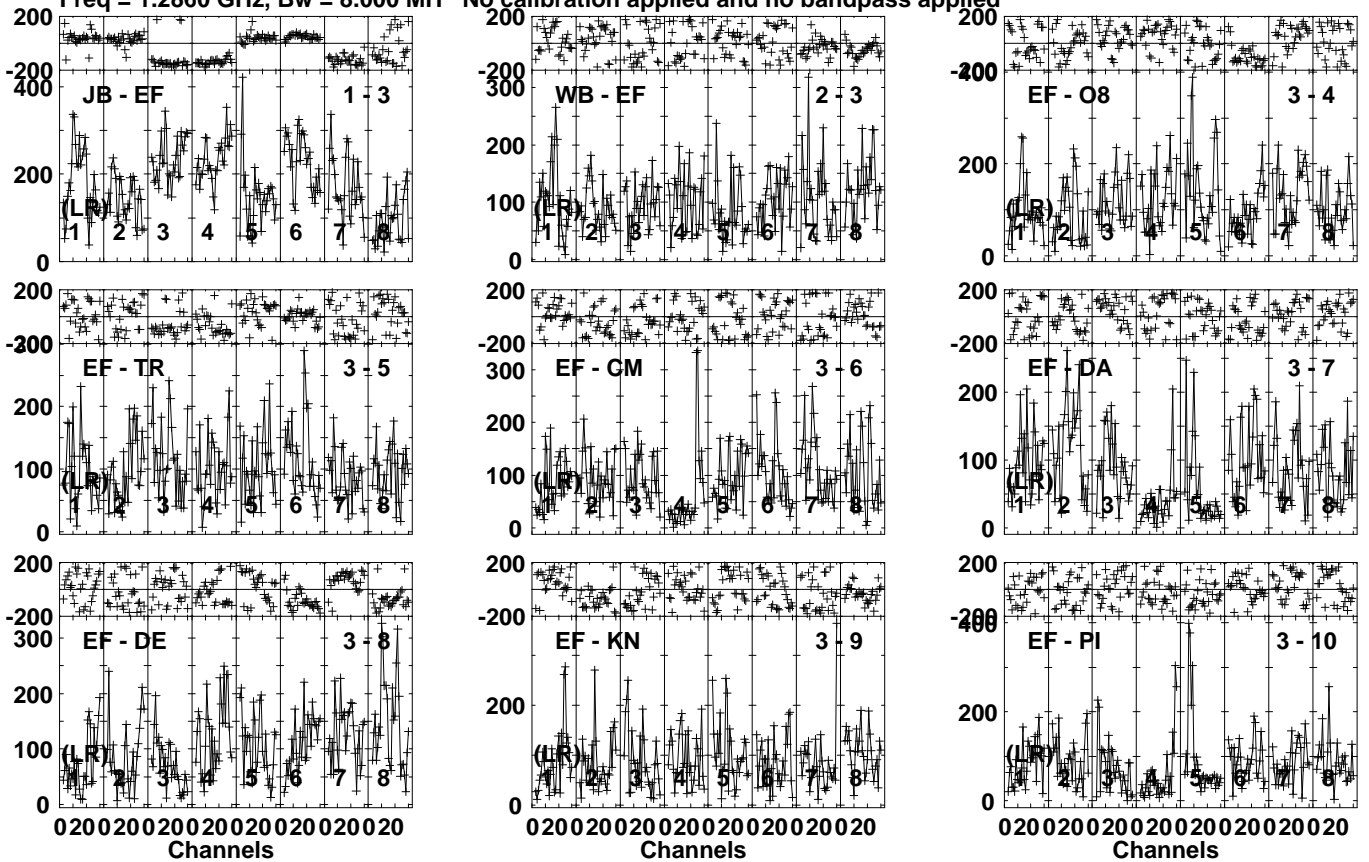 Freq = 1.2860 GHz, Bw = 8.000 MH No calibration applied and no bandpass applied
200 200 200
-200 -200 -200
400 300 400
JB - EF 1 - 3 WB - EF 2 - 3 EF - O8 3 - 4
200 200 200
100
(LR) (LR) (LR)
1 2 3 4 5 6 7 8 1 2 3 4 5 6 7 8 1 2 3 4 5 6 7 8
0 0 0
200 200 200
-200 -200 -200
300
EF - TR 3 - 5 EF - CM 3 - 6 EF - DA 3 - 7
300
200 200 200
100 100 100
(LR) (LR) (LR)
1 2 3 4 5 6 7 8 1 2 3 4 5 6 7 8 1 2 3 4 5 6 7 8
0 0 0
200 200 200
-200 -200 -200
300 400
EF - DE 3 - 8 EF - KN 3 - 9 EF - PI 3 - 10
200 200 200
100
(LR) (LR) (LR)
1 2 3 4 5 6 7 8 1 2 3 4 5 6 7 8 1 2 3 4 5 6 7 8
0 0 0
0 20 0 20 0 20 0 20 0 20 0 20 0 20 0 20 0 20 0 20 0 20 0 20 0 20 0 20 0 20 0 20 0 20 0 20 0 20 0 20 0 20 0 20 0 20 0 20
Channels Channels Channels